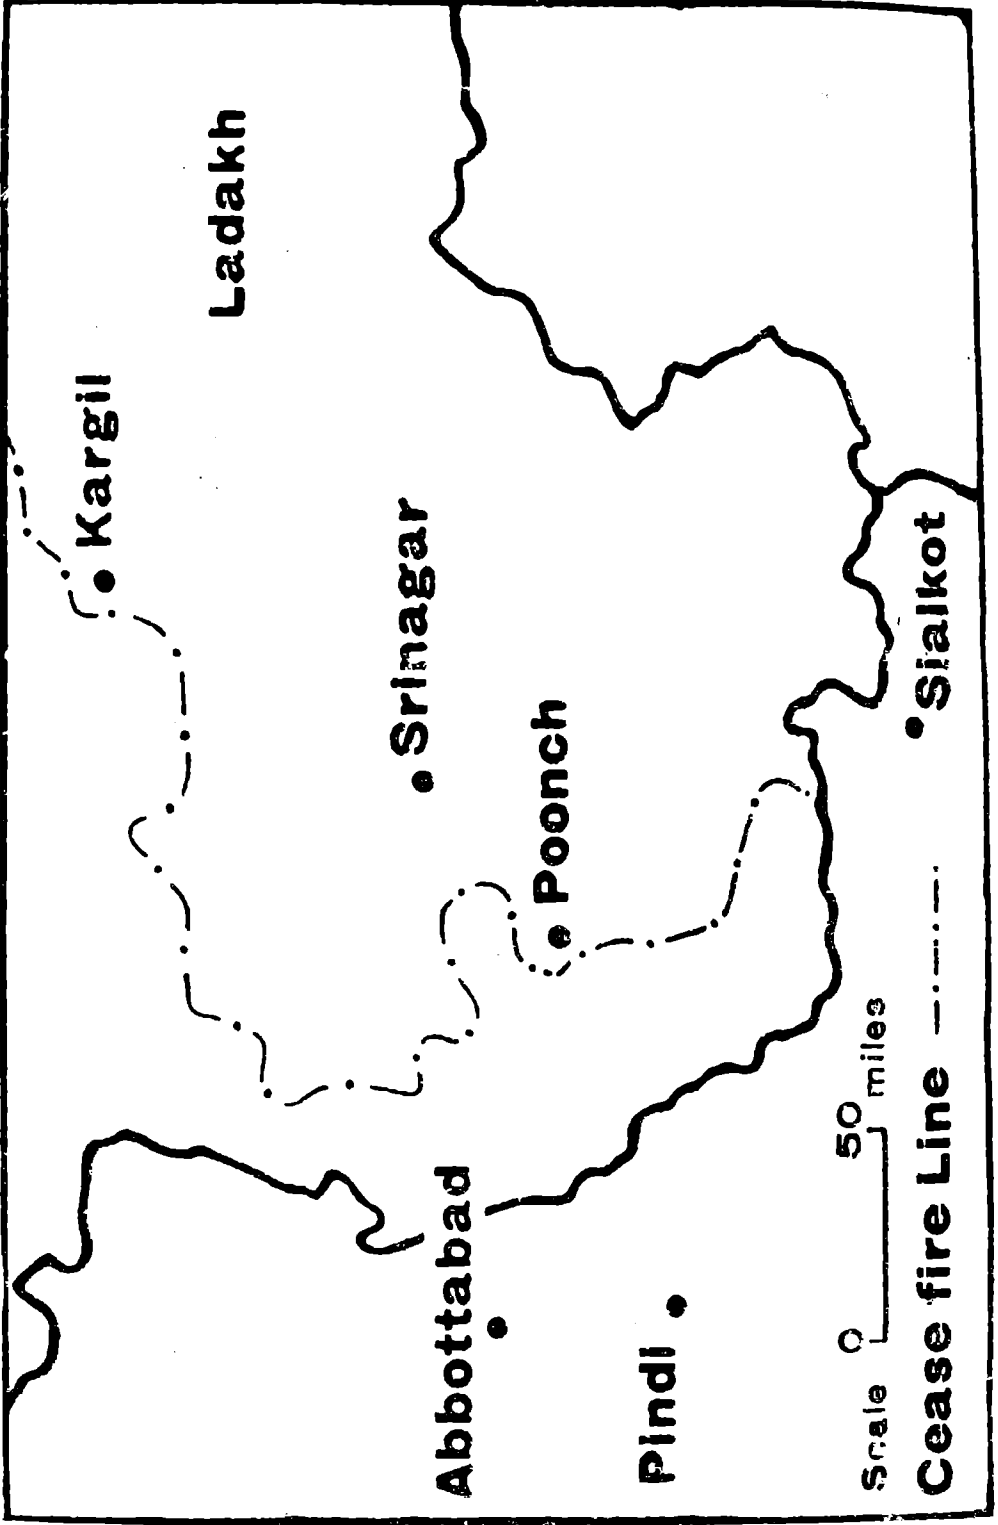 Ladakh
Kargil
Srinagar
Poonch
Sialkot
Abbottabad
Pindi
Scale 0 50 miles
Cease fire Line